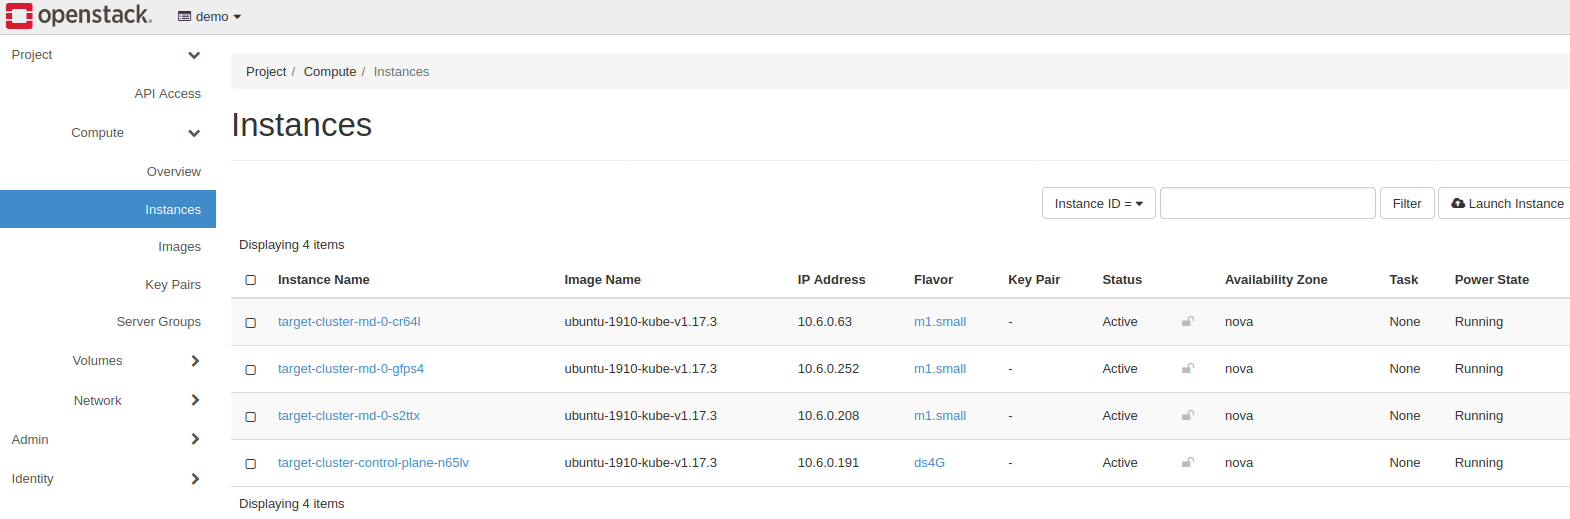 openstack. demo
Project
API Access
Compute
Overview
Instances
Images
Key Pairs
Server Groups
Volumes
Network
Admin
Identity
Project / Compute / Instances
Instances
Instance ID = Filter Launch Instance
Displaying 4 items
Instance Name Image Name IP Address Flavor Key Pair Status Availability Zone Task Power State
target-cluster-md-0-cr64l ubuntu-1910-kube-v1.17.3 10.6.0.63 m1.small - Active nova None Running
target-cluster-md-0-gfps4 ubuntu-1910-kube-v1.17.3 10.6.0.252 m1.small - Active nova None Running
target-cluster-md-0-s2ttx ubuntu-1910-kube-v1.17.3 10.6.0.208 m1.small - Active nova None Running
target-cluster-control-plane-n65lv ubuntu-1910-kube-v1.17.3 10.6.0.191 ds4G - Active nova None Running
Displaying 4 items